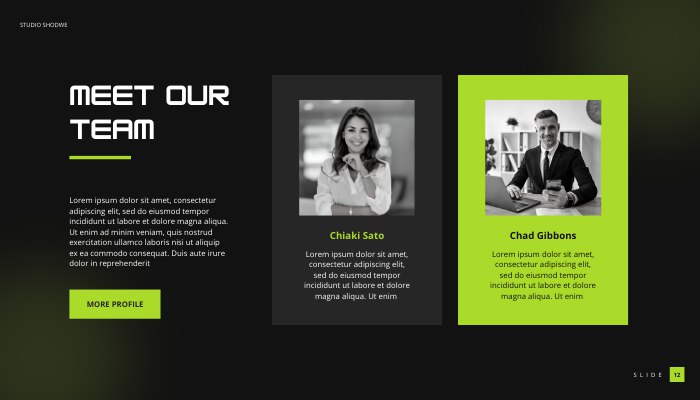 STUDIO SHODWE
MEET OUR
TEAM
Lorem ipsum dolor sit amet, consectetur
adipiscing elit, sed do eiusmod tempor
incididunt ut labore et dolore magna aliqua.
Ut enim ad minim veniam, quis nostrud
exercitation ullamco laboris nisi ut aliquip
ex ea commodo consequat. Duis aute irure
dolor in reprehenderit
MORE PROFILE
Chiaki Sato
Lorem ipsum dolor sit amet,
consectetur adipiscing elit,
sed do eiusmod tempor
incididunt ut labore et dolore
magna aliqua. Ut enim
Chad Gibbons
Lorem ipsum dolor sit amet,
consectetur adipiscing elit,
sed do eiusmod tempor
incididunt ut labore et dolore
magna aliqua. Ut enim
SLIDE 12